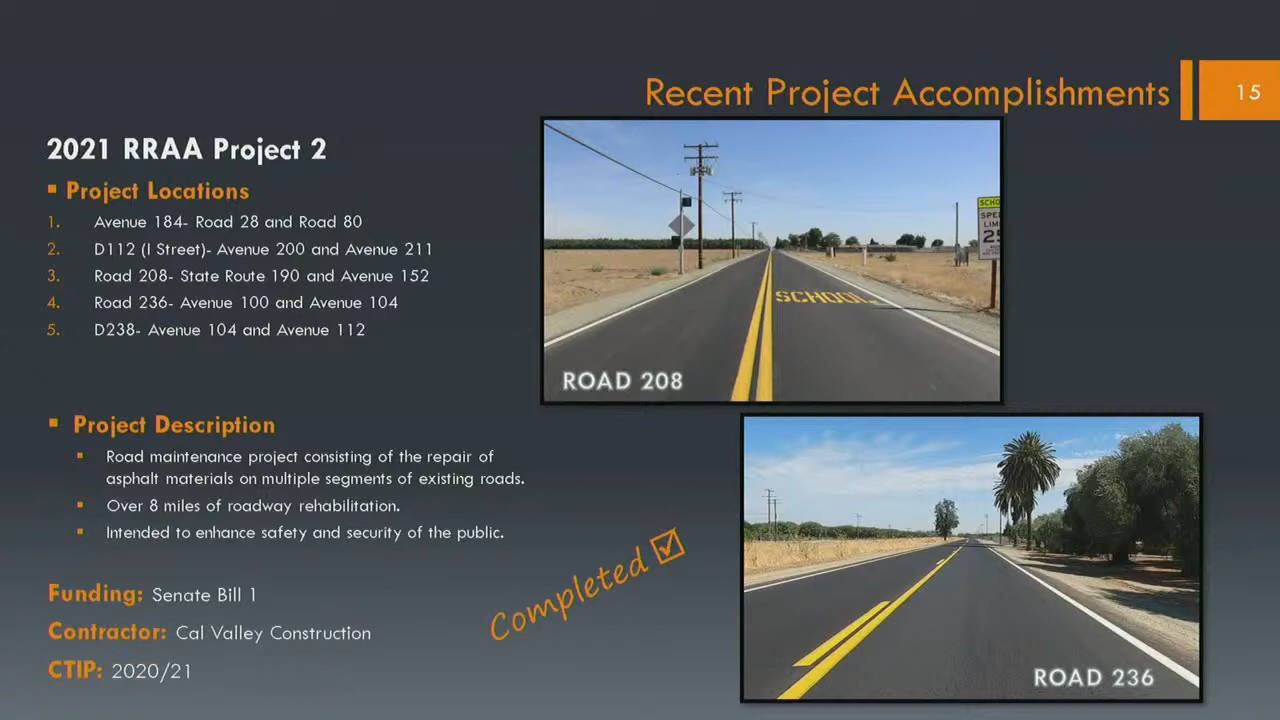 Recent Project Accomplishments
15
2021 RRAA Project 2
Project Locations
1. Avenue 184- Road 28 and Road 80
2. D112 (I Street)- Avenue 200 and Avenue 211
3. Road 208- State Route 190 and Avenue 152
4. Road 236- Avenue 100 and Avenue 104
5. D238- Avenue 104 and Avenue 112
Project Description
Road maintenance project consisting of the repair of
asphalt materials on multiple segments of existing roads.
Over 8 miles of roadway rehabilitation.
Intended to enhance safety and security of the public.
Funding: Senate Bill 1
Contractor: Cal Valley Construction
CTIP: 2020/21
Completed
SCHOOL
ROAD 208
ROAD 236